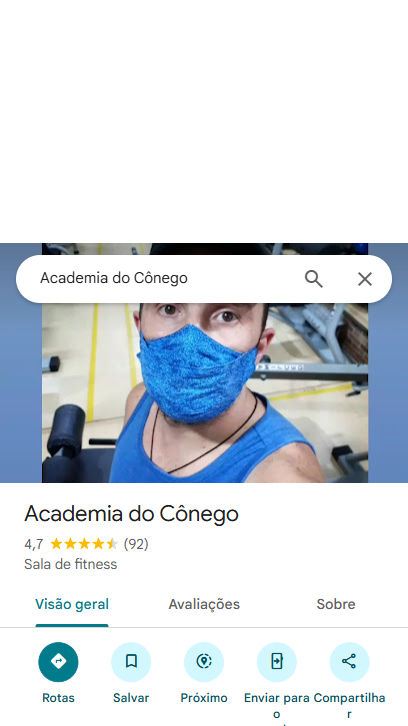 Academia do Cônego
Academia do Cônego
4,7 (92)
Sala de fitness
Visão geral Avaliações Sobre
Rotas Salvar Próximo Enviar para o Compartilhar